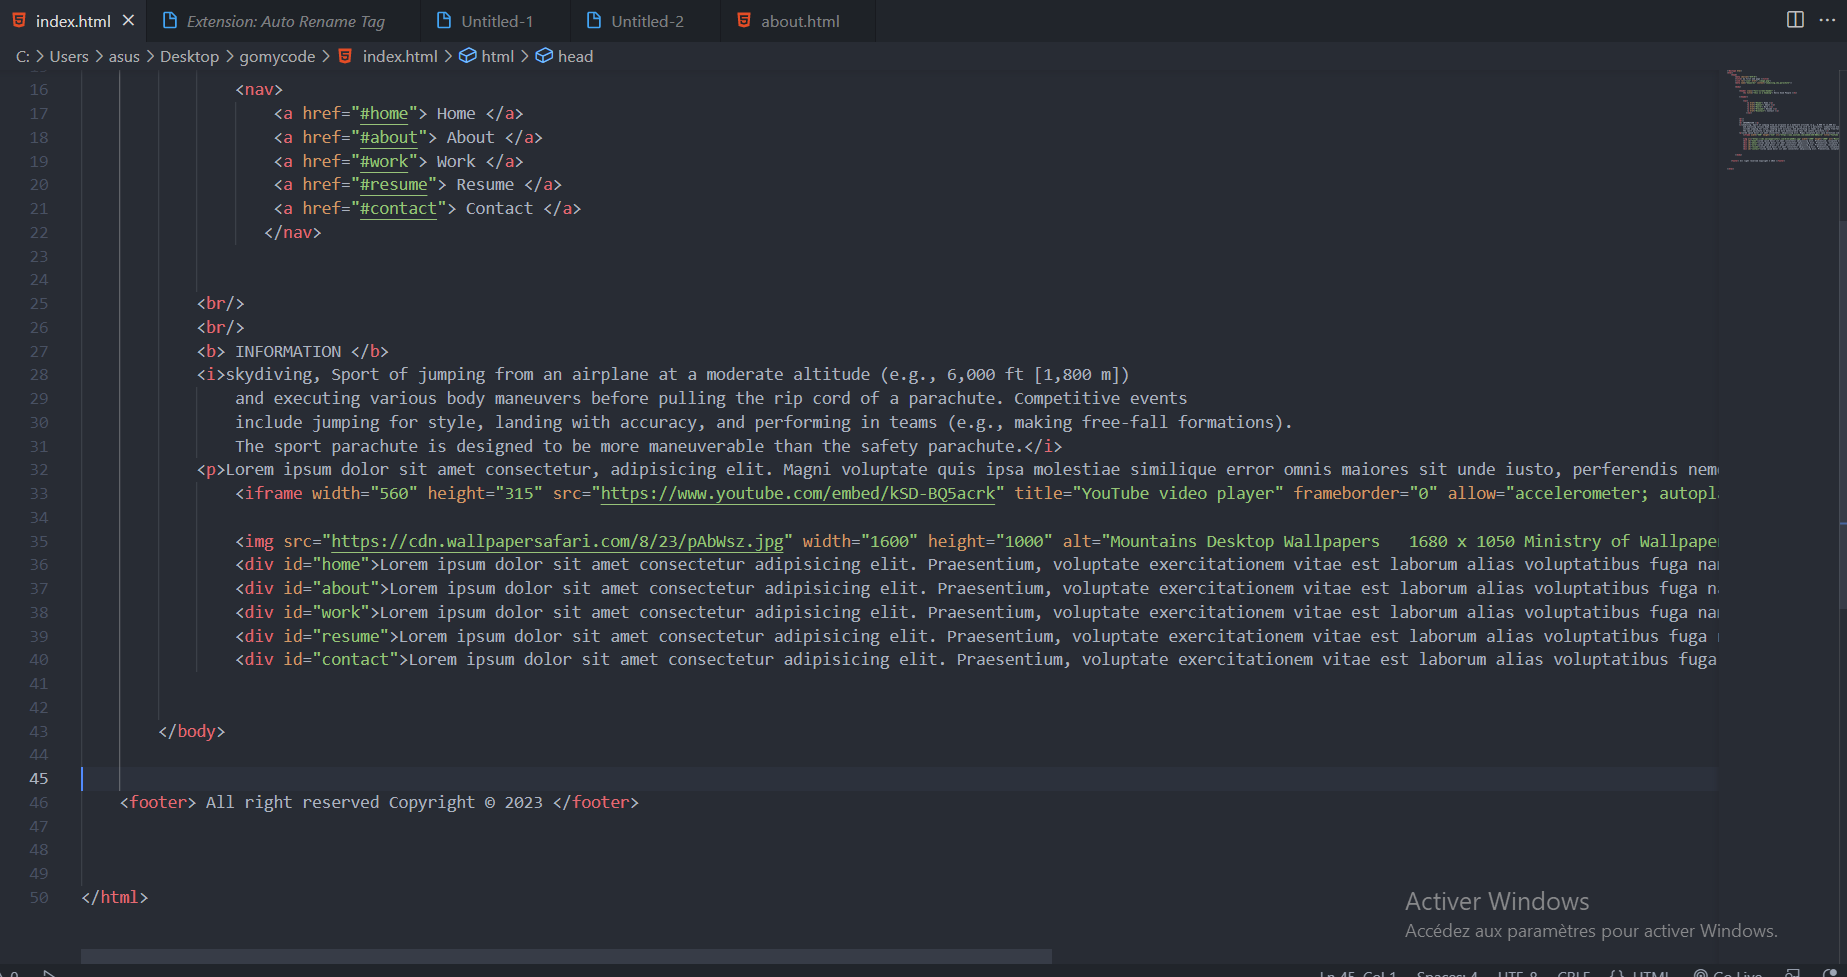 index.html
Extension: Auto Rename Tag
Untitled-1
Untitled-2
about.html
C: > Users > asus > Desktop > gomycode > index.html > html > head
16 <nav>
17 <a href="#home"> Home </a>
18 <a href="#about"> About </a>
19 <a href="#work"> Work </a>
20 <a href="#resume"> Resume </a>
21 <a href="#contact"> Contact </a>
22 </nav>
23
24
25 <br/>
26 <br/>
27 <b> INFORMATION </b>
28 <i>skydiving, Sport of jumping from an airplane at a moderate altitude (e.g., 6,000 ft [1,800 m])
29 and executing various body maneuvers before pulling the rip cord of a parachute. Competitive events
30 include jumping for style, landing with accuracy, and performing in teams (e.g., making free-fall formations).
31 The sport parachute is designed to be more maneuverable than the safety parachute.</i>
32 <p>Lorem ipsum dolor sit amet consectetur, adipisicing elit. Magni voluptate quis ipsa molestiae similique error omnis maiores sit unde iusto, perferendis nem
33 <iframe width="560" height="315" src="https://www.youtube.com/embed/kSD-BQ5acrk" title="YouTube video player" frameborder="0" allow="accelerometer; autopl
34
35 <img src="https://cdn.wallpapersafari.com/8/23/pAbWsz.jpg" width="1600" height="1000" alt="Mountains Desktop Wallpapers 1680 x 1050 Ministry of Wallpape
36 <div id="home">Lorem ipsum dolor sit amet consectetur adipisicing elit. Praesentium, voluptate exercitationem vitae est laborum alias voluptatibus fuga na
37 <div id="about">Lorem ipsum dolor sit amet consectetur adipisicing elit. Praesentium, voluptate exercitationem vitae est laborum alias voluptatibus fuga n
38 <div id="work">Lorem ipsum dolor sit amet consectetur adipisicing elit. Praesentium, voluptate exercitationem vitae est laborum alias voluptatibus fuga na
39 <div id="resume">Lorem ipsum dolor sit amet consectetur adipisicing elit. Praesentium, voluptate exercitationem vitae est laborum alias voluptatibus fuga
40 <div id="contact">Lorem ipsum dolor sit amet consectetur adipisicing elit. Praesentium, voluptate exercitationem vitae est laborum alias voluptatibus fuga
41
42
43 </body>
44
45
46 <footer> All right reserved Copyright © 2023 </footer>
47
48
49
50 </html>
Activer Windows
Accédez aux paramètres pour activer Windows.
Ln 45, Col 1 Spaces: 4 UTF-8 CRLF {} HTML Go Live